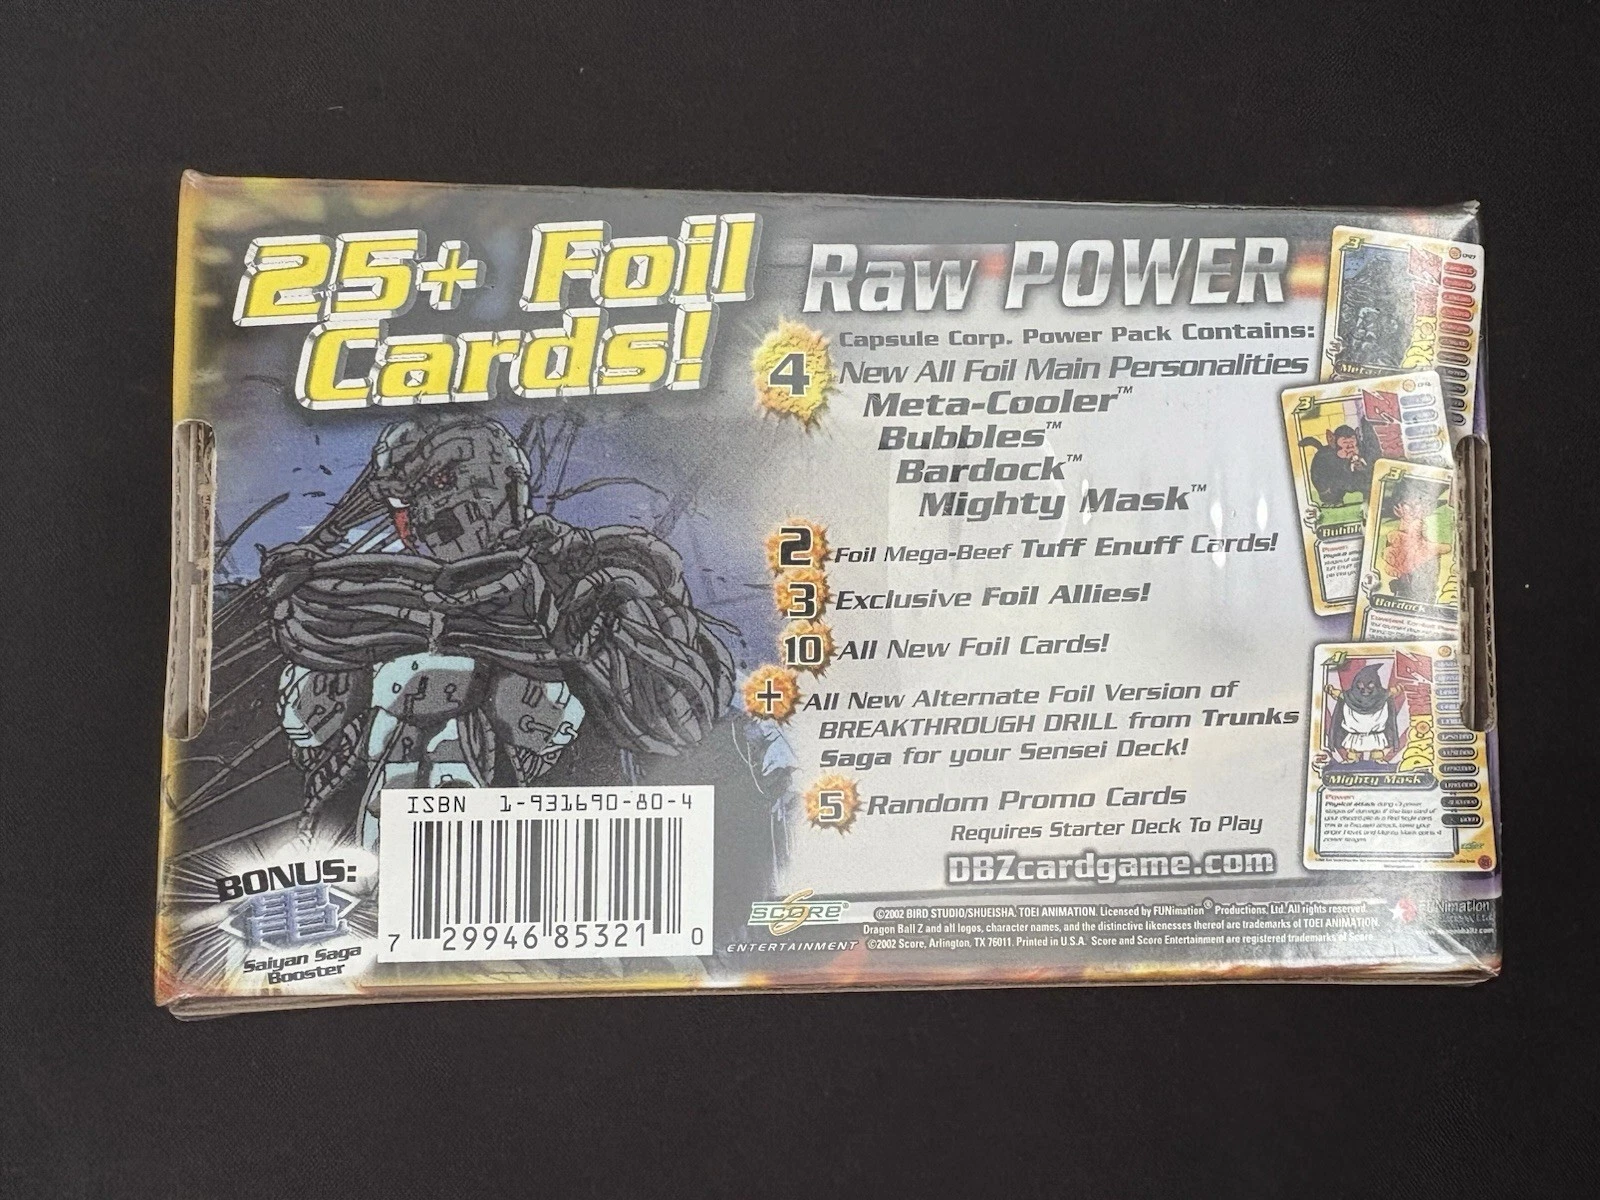 25+ Foil
Cards!
Raw POWER
Capsule Corp. Power Pack Contains:
4 New All Foil Main Personalities
Meta-Cooler™
Bubbles™
Bardock™
Mighty Mask™
2 Foil Mega-Beef Tuff Enuff Cards!
3 Exclusive Foil Allies!
10 All New Foil Cards!
+ All New Alternate Foil Version of
BREAKTHROUGH DRILL from Trunks
Saga for your Sensei Deck!
5 Random Promo Cards
Requires Starter Deck To Play
DBZcardgame.com
ISBN 1-931690-80-4
7 29946 85321 0
BONUS:
Saiyan Saga
Booster
SCORE
ENTERTAINMENT
©2002 BIRD STUDIO/SHUEISHA, TOEI ANIMATION. Licensed by FUNimation® Productions, Ltd. All rights reserved.
Dragon Ball Z and all logos, character names, and the distinctive likenesses thereof are trademarks of TOEI ANIMATION.
©2002 Score, Arlington, TX 76011. Printed in U.S.A. Score and Score Entertainment are registered trademarks of Score.
FUNimation
3
Bardock
Mighty Mask
Power: